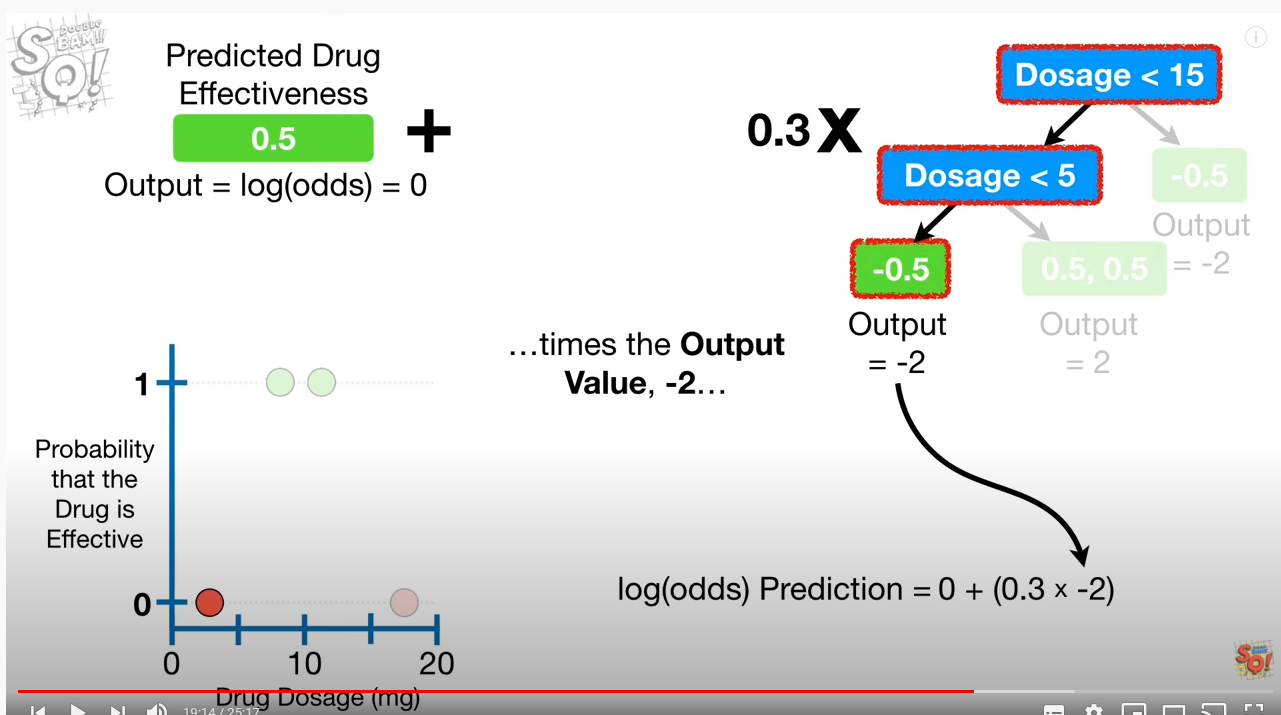 DOUBLE
BAM!!!
SQ!
Predicted Drug
Effectiveness
0.5
Output = log(odds) = 0
+
0.3 X
Dosage < 15
Dosage < 5
-0.5
Output
= -2
-0.5
Output
= -2
0.5, 0.5
Output
= 2
…times the Output
Value, -2…
1
Probability
that the
Drug is
Effective
0
0 10 20
Drug Dosage (mg)
log(odds) Prediction = 0 + (0.3 x -2)
SQ!
19:14 / 25:17